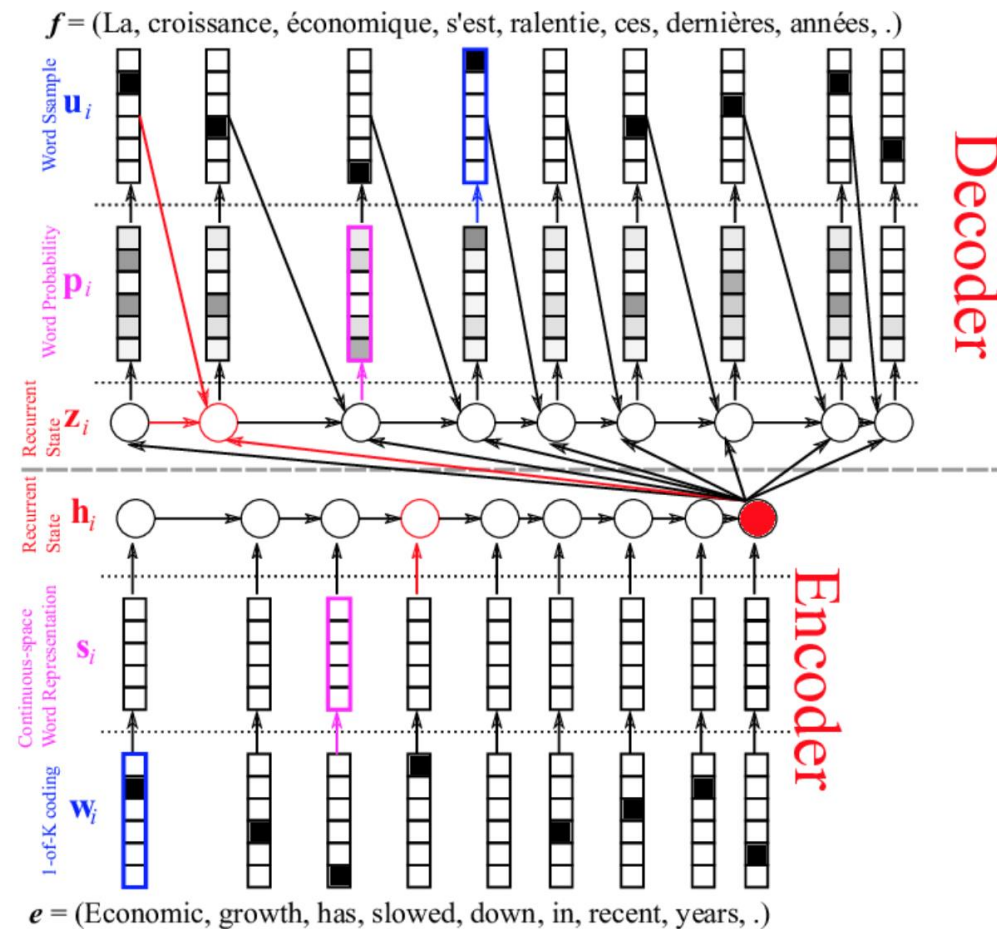 f = (La, croissance, économique, s'est, ralentie, ces, dernières, années, .)
Word Ssample
u_i
Decoder
Word Probability
p_i
Recurrent
State
z_i
Recurrent
State
h_i
Encoder
Continuous-space
Word Representation
s_i
1-of-K coding
w_i
e = (Economic, growth, has, slowed, down, in, recent, years, .)